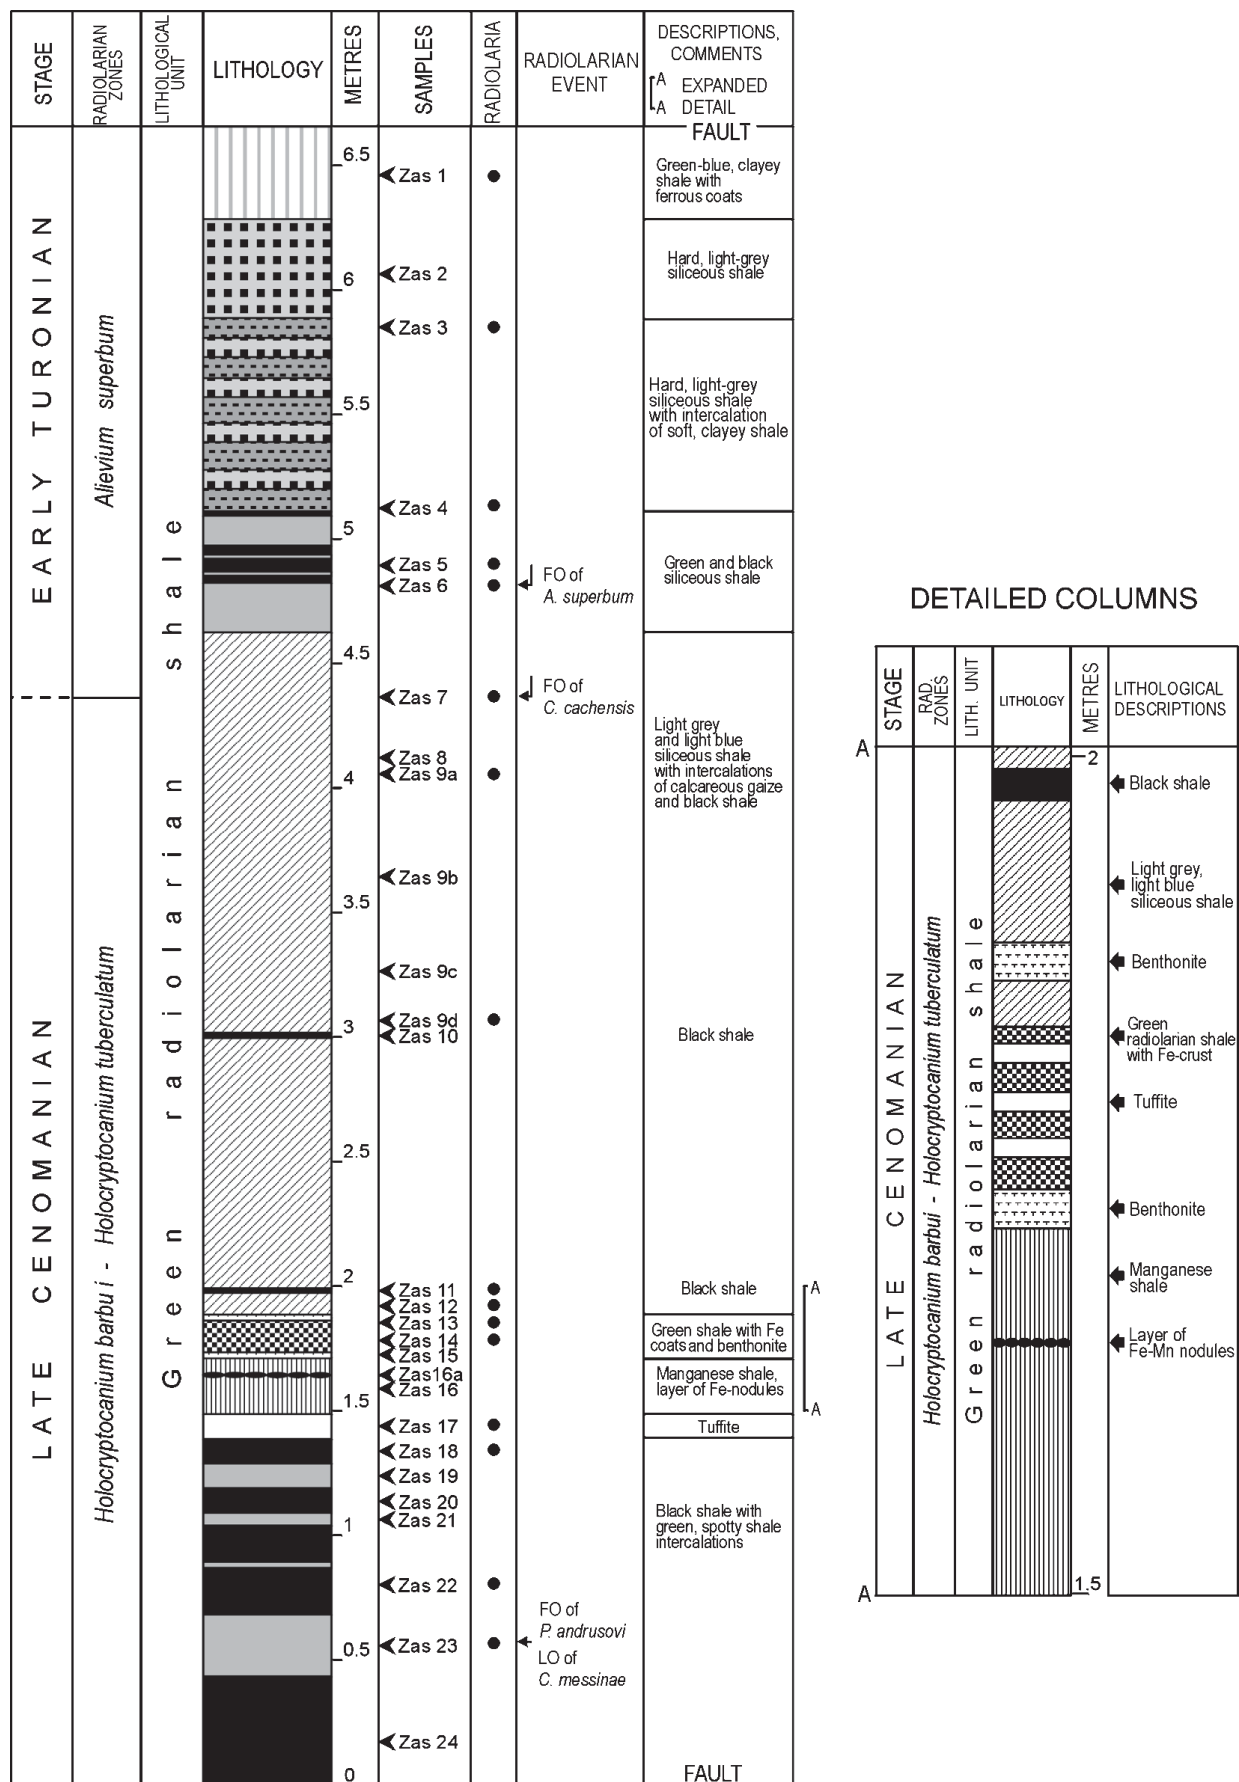 STAGE
RADIOLARIAN
ZONES
LITHOLOGICAL
UNIT
LITHOLOGY
METRES
SAMPLES
RADIOLARIA
RADIOLARIAN
EVENT
DESCRIPTIONS,
COMMENTS
A EXPANDED
A DETAIL
EARLY TURONIAN
LATE CENOMANIAN
Alievium superbum
Holocryptocanium barbu i - Holocryptocanium tuberculatum
Green radiolarian shale
6.5
6
5.5
5
4.5
4
3.5
3
2.5
2
1.5
1
0.5
0
Zas 1
Zas 2
Zas 3
Zas 4
Zas 5
Zas 6
Zas 7
Zas 8
Zas 9a
Zas 9b
Zas 9c
Zas 9d
Zas 10
Zas 11
Zas 12
Zas 13
Zas 14
Zas 15
Zas16a
Zas 16
Zas 17
Zas 18
Zas 19
Zas 20
Zas 21
Zas 22
Zas 23
Zas 24
FO of
A. superbum
FO of
C. cachensis
FO of
P. andrusovi
LO of
C. messinae
FAULT
Green-blue, clayey
shale with
ferrous coats
Hard, light-grey
siliceous shale
Hard, light-grey
siliceous shale
with intercalation
of soft, clayey shale
Green and black
siliceous shale
Light grey
and light blue
siliceous shale
with intercalations
of calcareous gaize
and black shale
Black shale
Black shale
A
Green shale with Fe
coats and benthonite
Manganese shale,
layer of Fe-nodules
A
Tuffite
Black shale with
green, spotty shale
intercalations
FAULT
DETAILED COLUMNS
STAGE
RAD.
ZONES
LITH. UNIT
LITHOLOGY
METRES
LITHOLOGICAL
DESCRIPTIONS
A
A
LATE CENOMANIAN
Holocryptocanium barbui - Holocryptocanium tuberculatum
Green radiolarian shale
2
1.5
Black shale
Light grey,
light blue
siliceous shale
Benthonite
Green
radiolarian shale
with Fe-crust
Tuffite
Benthonite
Manganese
shale
Layer of
Fe-Mn nodules